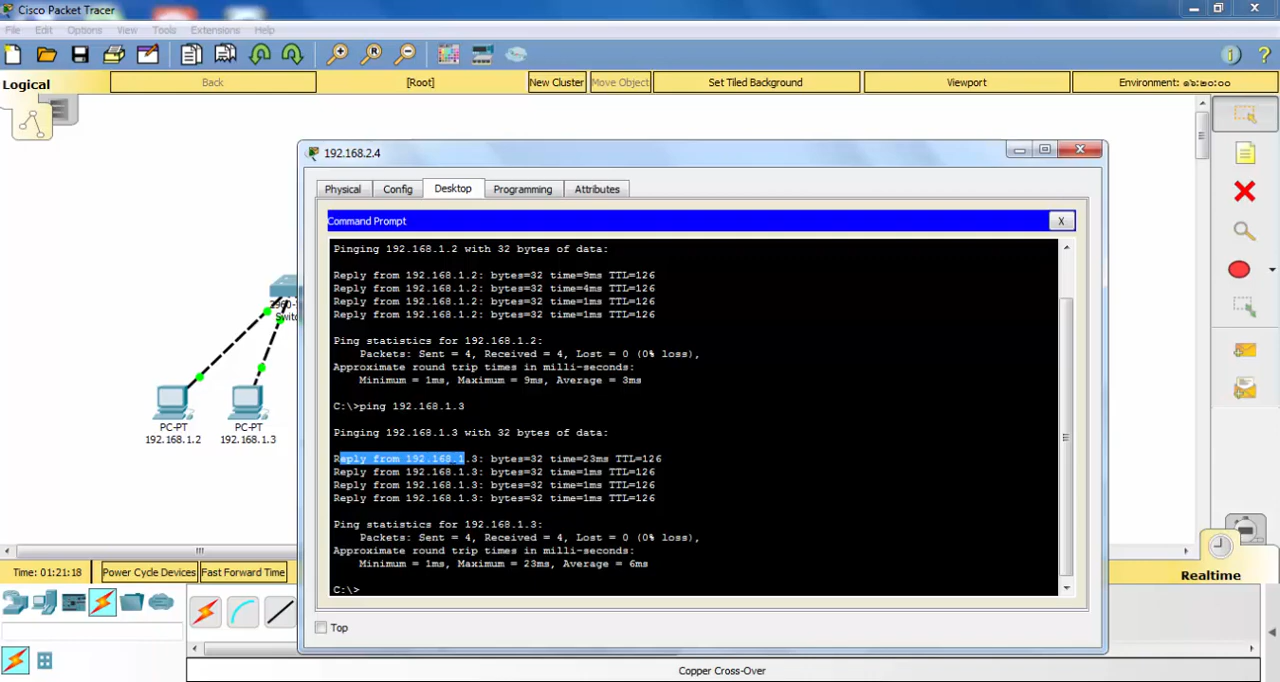 Cisco Packet Tracer
File Edit Options View Tools Extensions Help
Logical
Back
[Root]
New Cluster
Move Object
Set Tiled Background
Viewport
Environment: ๑๖:๒๐:๐๐
192.168.2.4
Physical
Config
Desktop
Programming
Attributes
Command Prompt
X
Pinging 192.168.1.2 with 32 bytes of data:
Reply from 192.168.1.2: bytes=32 time=9ms TTL=126
Reply from 192.168.1.2: bytes=32 time=4ms TTL=126
Reply from 192.168.1.2: bytes=32 time=1ms TTL=126
Reply from 192.168.1.2: bytes=32 time=1ms TTL=126
Ping statistics for 192.168.1.2:
Packets: Sent = 4, Received = 4, Lost = 0 (0% loss),
Approximate round trip times in milli-seconds:
Minimum = 1ms, Maximum = 9ms, Average = 3ms
C:\>ping 192.168.1.3
Pinging 192.168.1.3 with 32 bytes of data:
Reply from 192.168.1.3: bytes=32 time=23ms TTL=126
Reply from 192.168.1.3: bytes=32 time=1ms TTL=126
Reply from 192.168.1.3: bytes=32 time=1ms TTL=126
Reply from 192.168.1.3: bytes=32 time=1ms TTL=126
Ping statistics for 192.168.1.3:
Packets: Sent = 4, Received = 4, Lost = 0 (0% loss),
Approximate round trip times in milli-seconds:
Minimum = 1ms, Maximum = 23ms, Average = 6ms
C:\>
Top
PC-PT
192.168.1.2
PC-PT
192.168.1.3
Time: 01:21:18
Power Cycle Devices
Fast Forward Time
Realtime
Copper Cross-Over